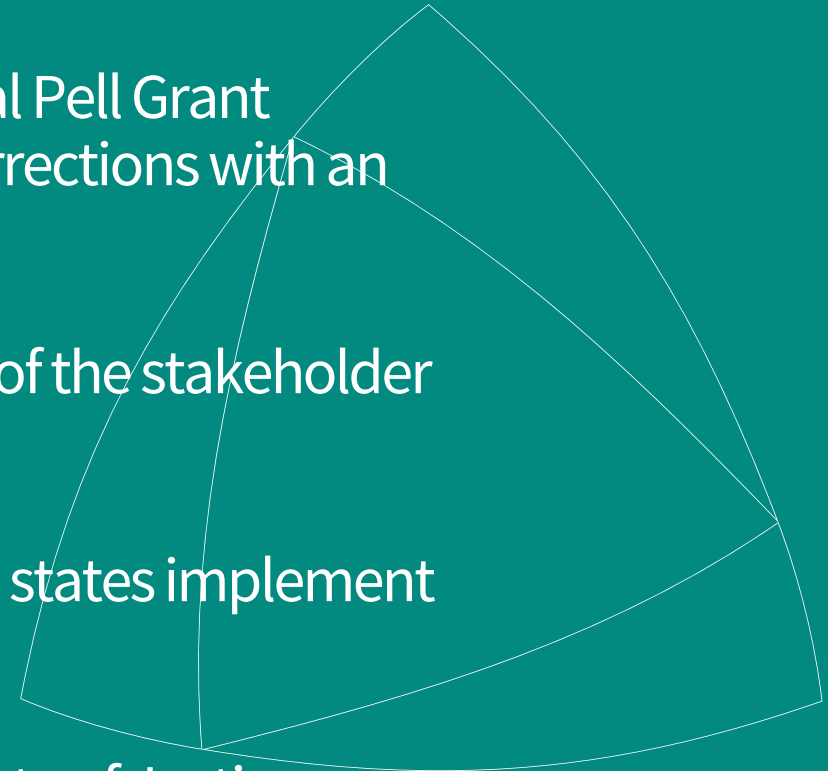 al Pell Grant
rrections with an
of the stakeholder
states implement